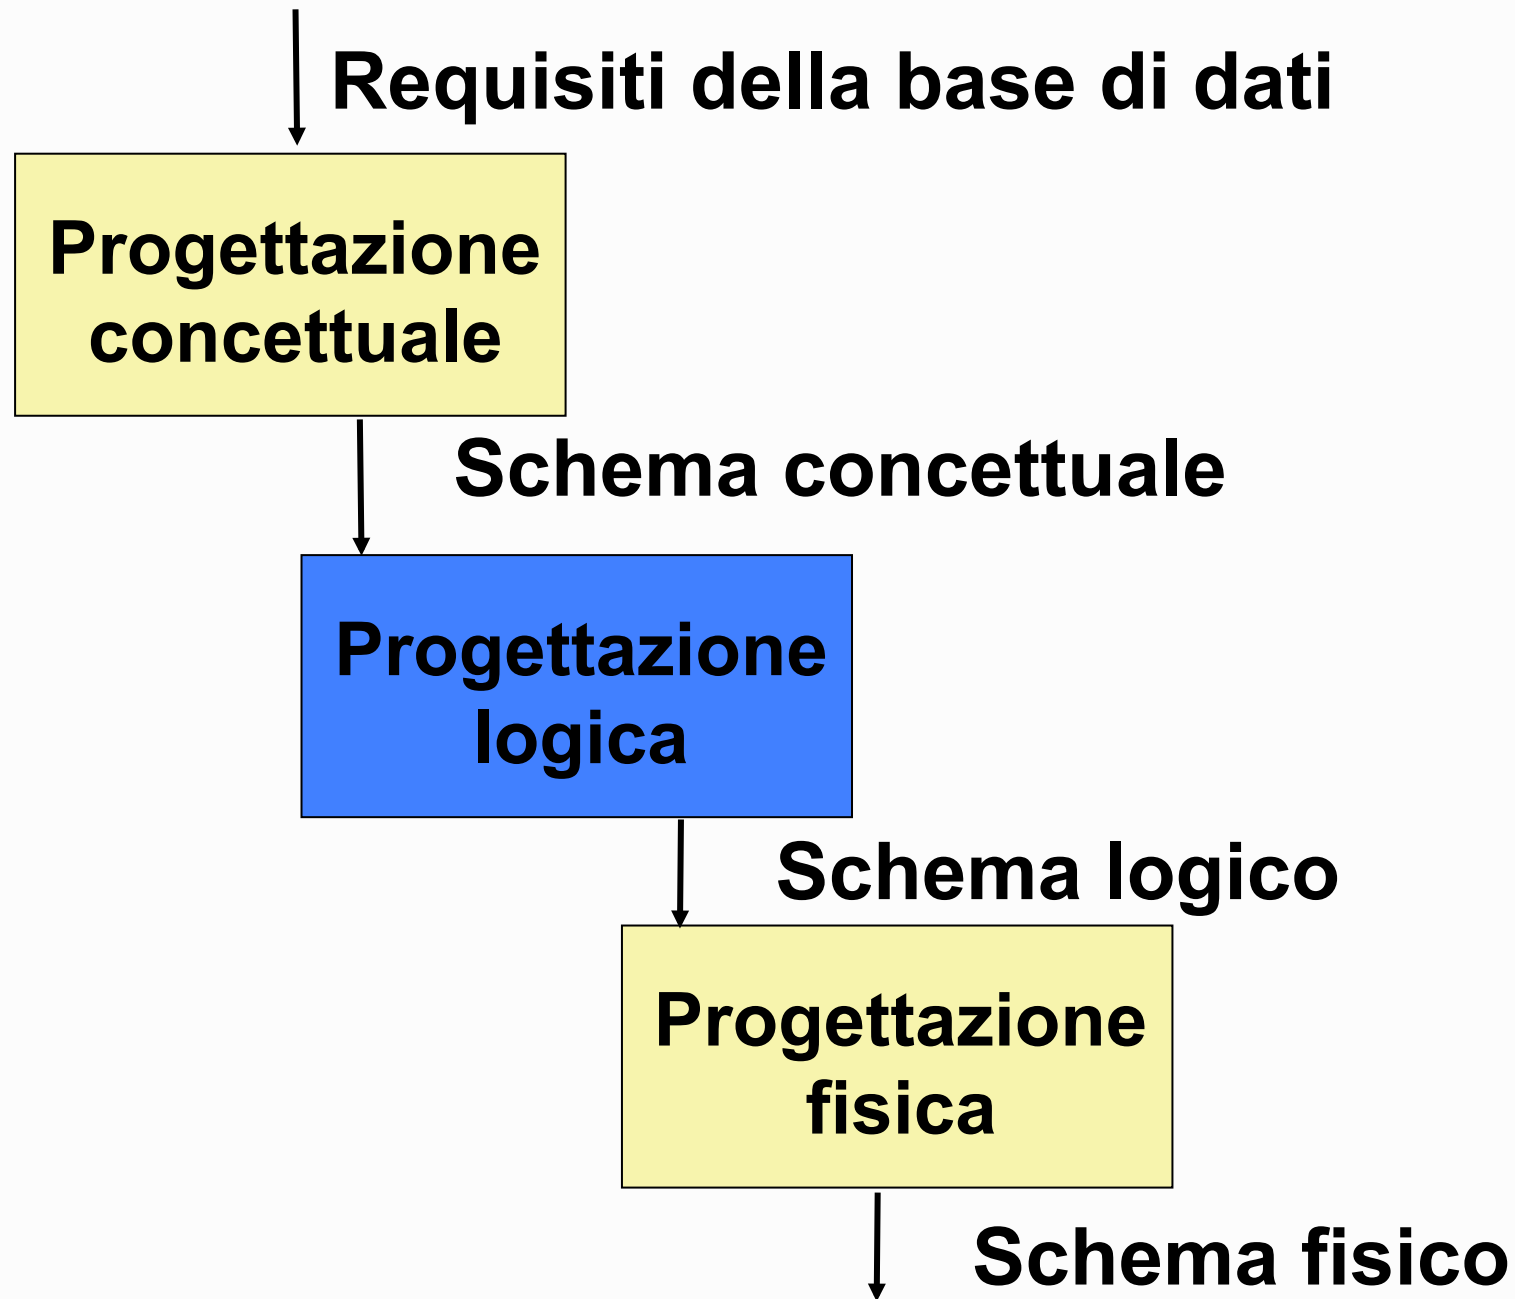 Requisiti della base di dati
Progettazione
concettuale
Schema concettuale
Progettazione
logica
Schema logico
Progettazione
fisica
Schema fisico